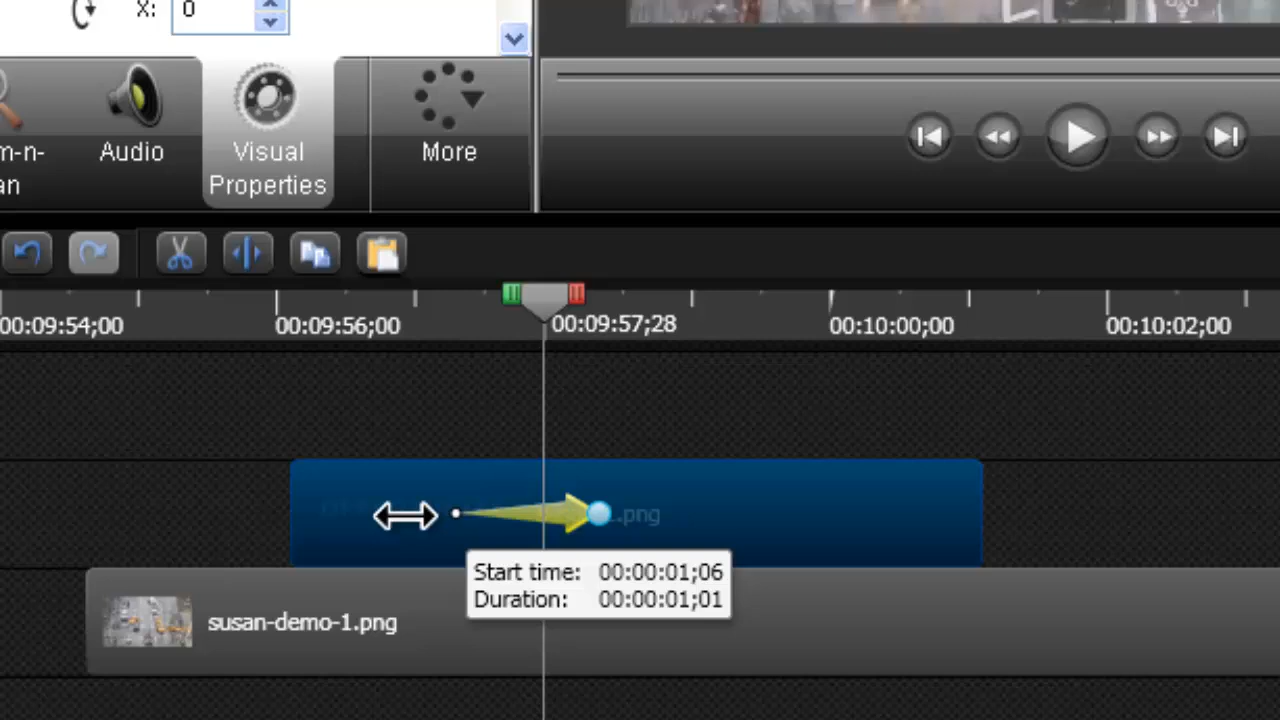 X: 0
m-n-
an
Audio
Visual
Properties
More
00:09:54;00
00:09:56;00
00:09:57;28
00:10:00;00
00:10:02;00
.png
Start time: 00:00:01;06
Duration: 00:00:01;01
susan-demo-1.png